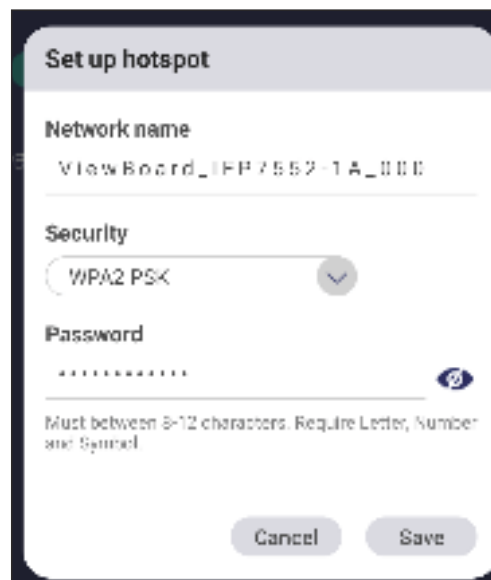 Set up hotspot
Network name
ViewBoard_IFP7552-1A_000
Security
WPA2 PSK
Password
************
Must between 8-12 characters. Require Letter, Number
and Symbol.
Cancel Save